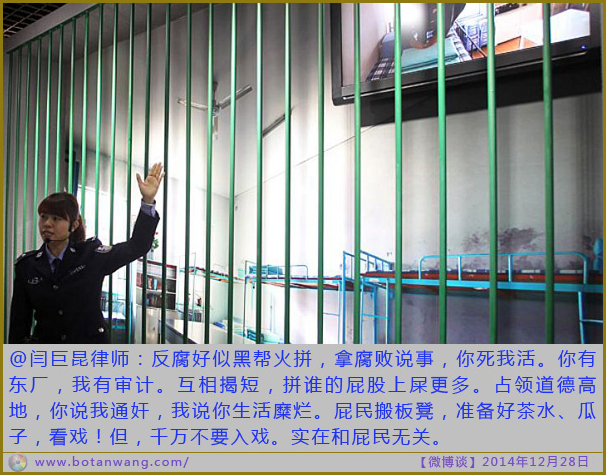 @闫巨昆律师：反腐好似黑帮火拼，拿腐败说事，你死我活。你有
东厂，我有审计。互相揭短，拼谁的屁股上屎更多。占领道德高
地，你说我通奸，我说你生活糜烂。屁民搬板凳，准备好茶水、瓜
子，看戏！但，千万不要入戏。实在和屁民无关。
www.botanwang.com/ 【微博谈】2014年12月28日